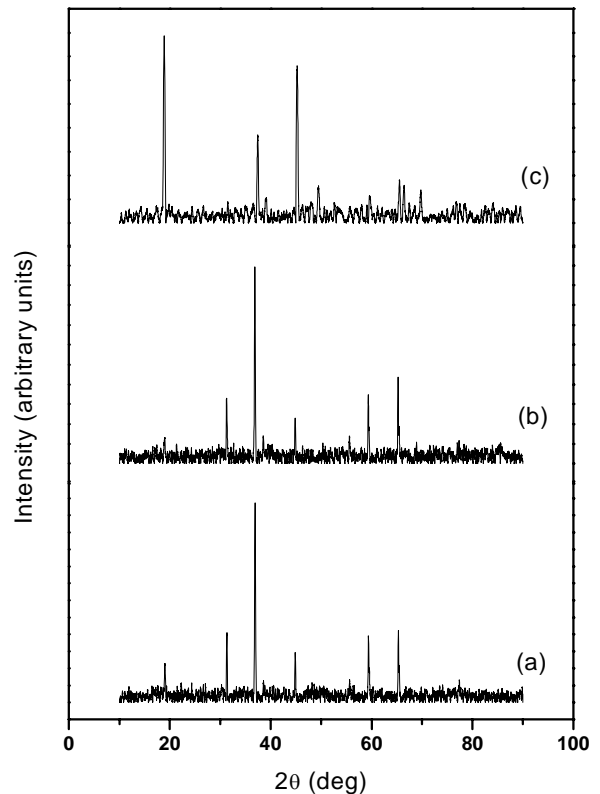 (c)
(b)
(a)
Intensity (arbitrary units)
0 20 40 60 80 100
2θ (deg)